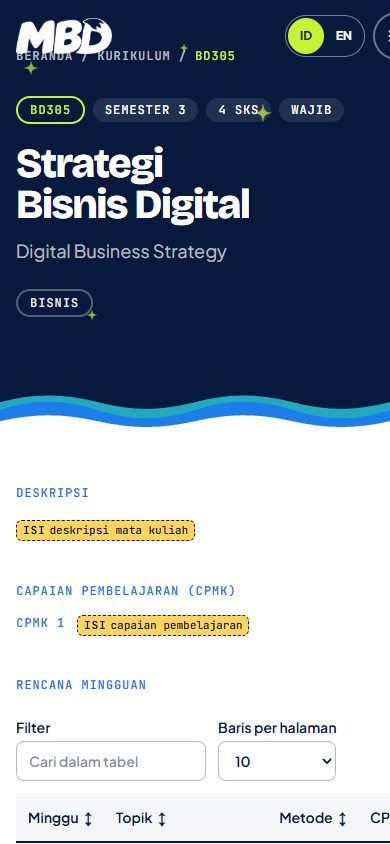 MBD
ID EN
BERANDA / KURIKULUM / BD305
BD305 SEMESTER 3 4 SKS WAJIB
Strategi
Bisnis Digital
Digital Business Strategy
BISNIS
DESKRIPSI
ISI deskripsi mata kuliah
CAPAIAN PEMBELAJARAN (CPMK)
CPMK 1 ISI capaian pembelajaran
RENCANA MINGGUAN
Filter Baris per halaman
Cari dalam tabel 10
Minggu ↕ Topik ↕ Metode ↕ CP